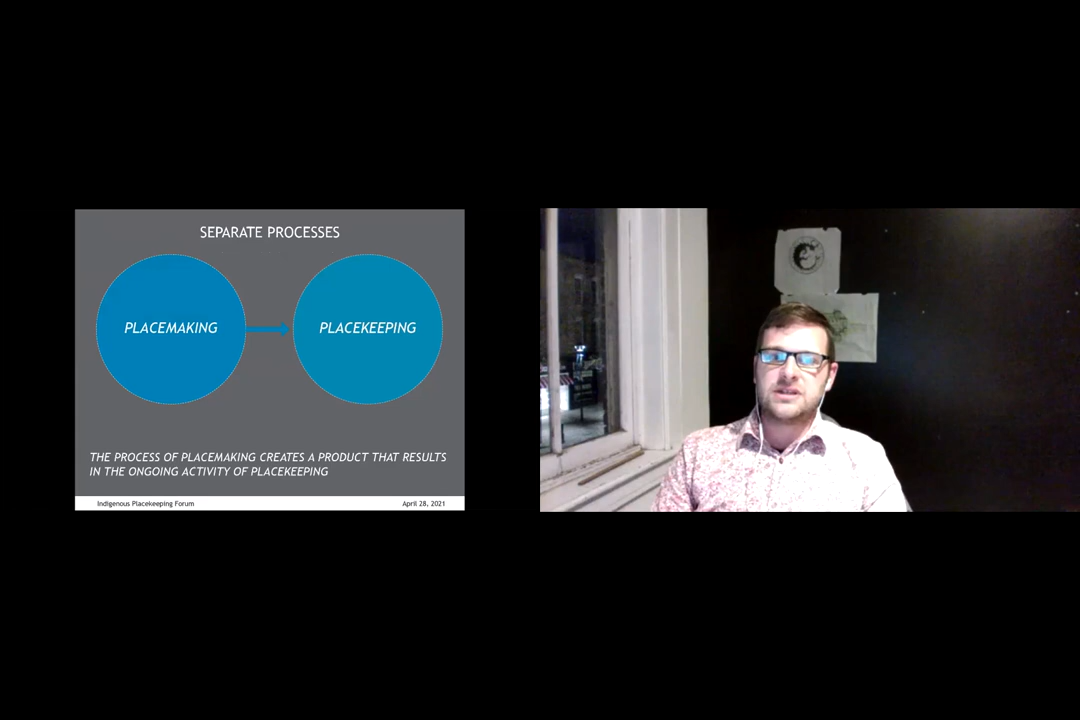 SEPARATE PROCESSES
PLACEMAKING
PLACEKEEPING
THE PROCESS OF PLACEMAKING CREATES A PRODUCT THAT RESULTS
IN THE ONGOING ACTIVITY OF PLACEKEEPING
Indigenous Placekeeping Forum
April 28, 2021